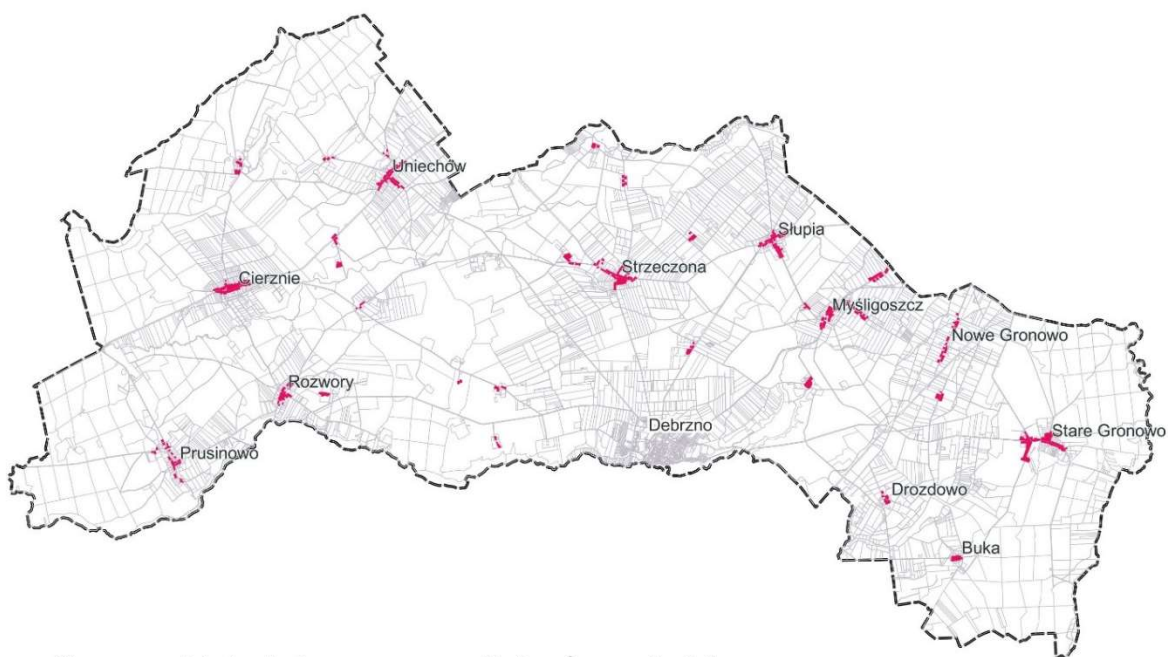 Uniechów
Słupia
Strzeczona
Cierznie
Myśligoszcz
Nowe Gronowo
Rozwory
Debrzno
Stare Gronowo
Prusinowo
Drozdowo
Buka